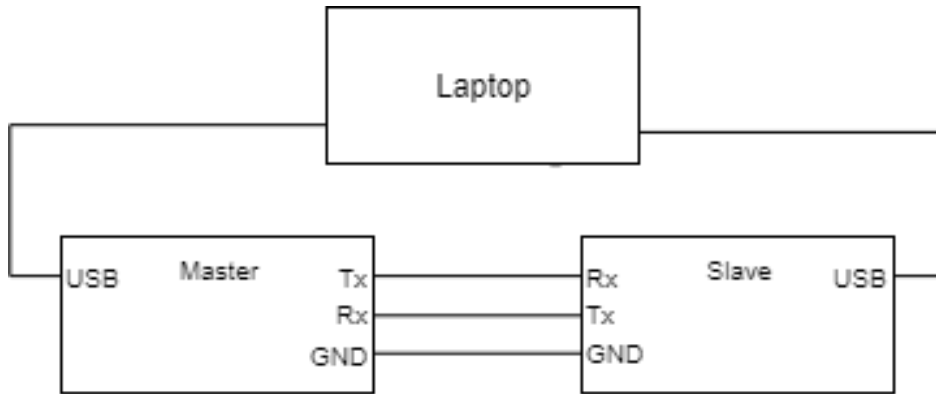 Laptop
USB Master Tx
Rx
GND
Rx Slave USB
Tx
GND